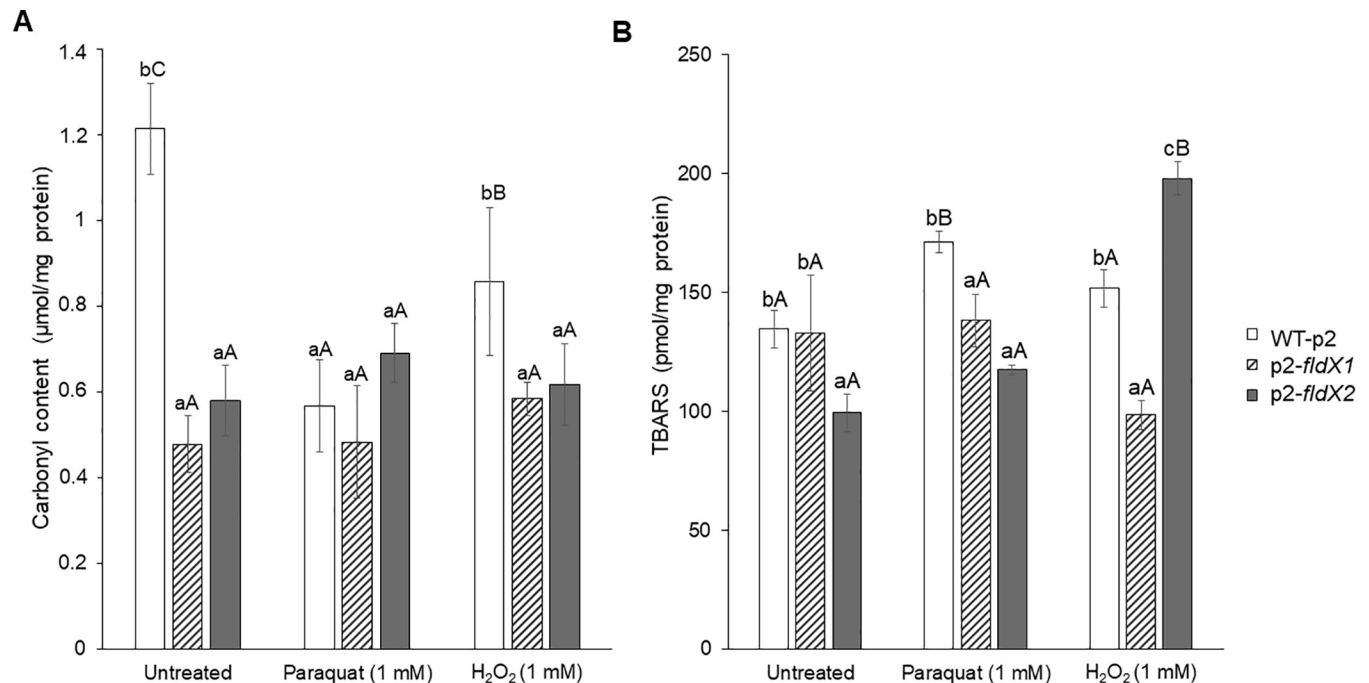 A
Carbonyl content (µmol/mg protein)
1.4
1.2
1
0.8
0.6
0.4
0.2
0
bC
aA
aA
aA
aA
aA
bB
aA
aA
Untreated
Paraquat (1 mM)
H₂O₂ (1 mM)
B
TBARS (pmol/mg protein)
250
200
150
100
50
0
bA
bA
aA
bB
aA
aA
bA
aA
cB
Untreated
Paraquat (1 mM)
H₂O₂ (1 mM)
WT-p2
p2-fldX1
p2-fldX2